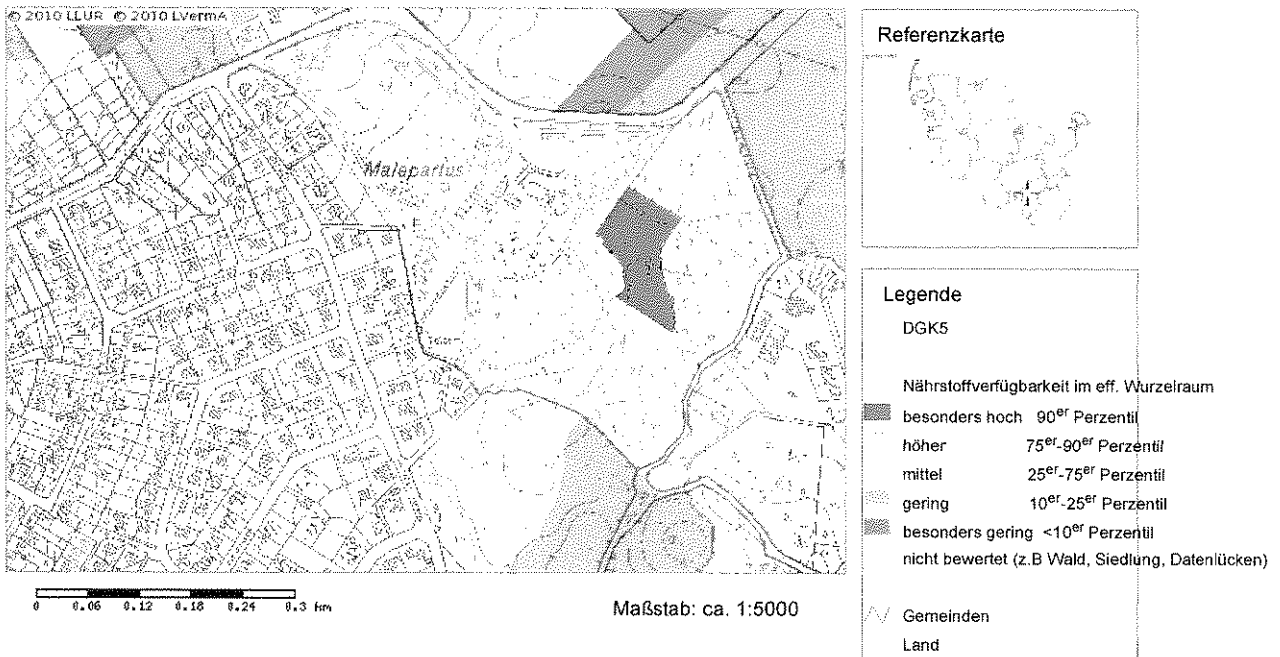 © 2010 LLUR © 2010 LVermA
Malepartus
0 0.06 0.12 0.18 0.24 0.3 km
Maßstab: ca. 1:5000
Referenzkarte
Legende
DGK5
Nährstoffverfügbarkeit im eff. Wurzelraum
besonders hoch 90er Perzentil
höher 75er-90er Perzentil
mittel 25er-75er Perzentil
gering 10er-25er Perzentil
besonders gering <10er Perzentil
nicht bewertet (z.B Wald, Siedlung, Datenlücken)
Gemeinden
Land